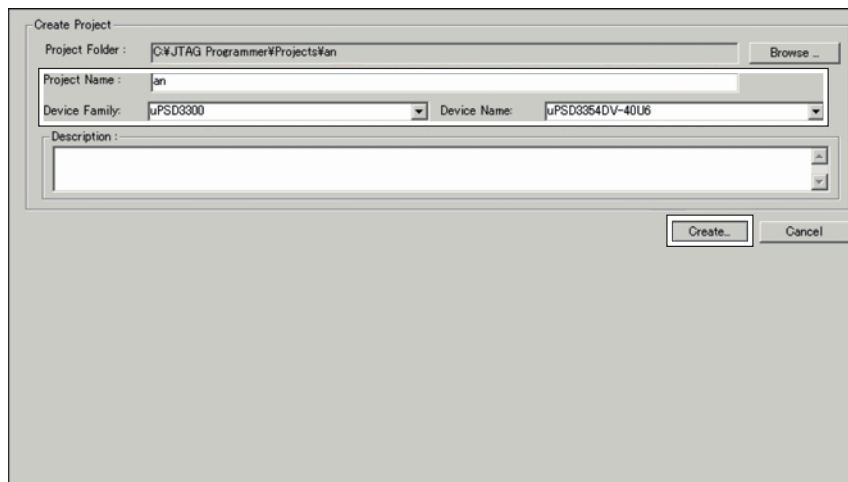 Create Project
Project Folder : C:¥JTAG Programmer¥Projects¥an Browse ...
Project Name : an
Device Family: uPSD3300 Device Name: uPSD3354DV-40U6
Description :
Create... Cancel